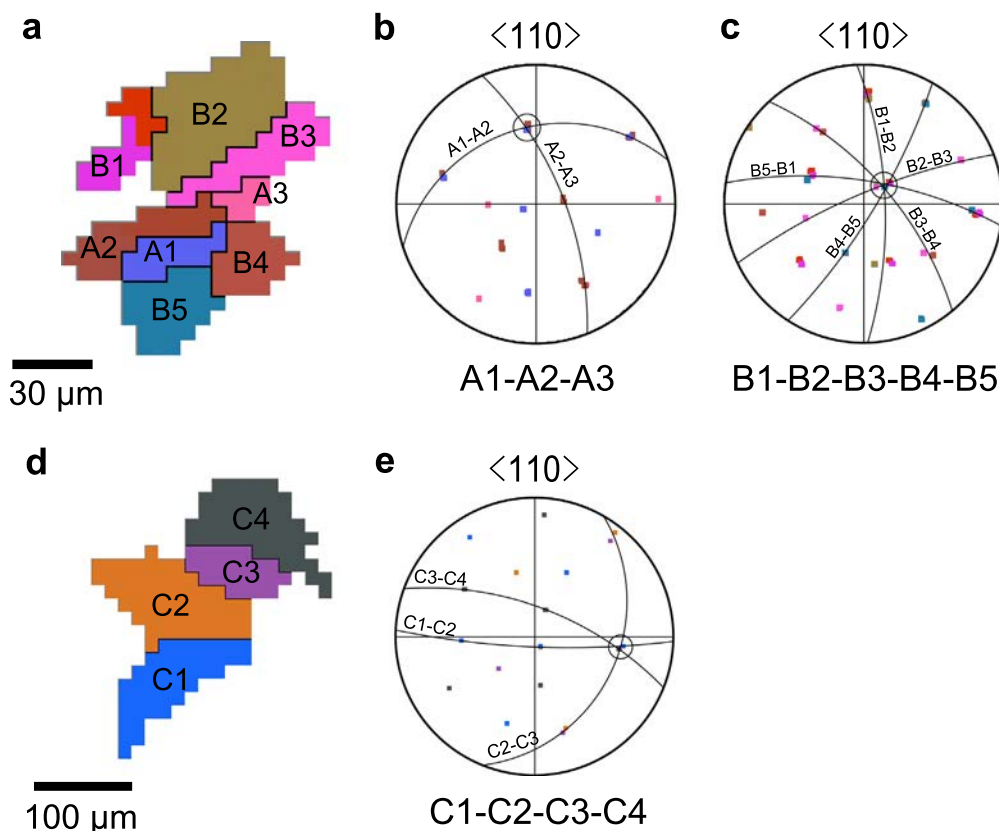 a
B2
B3
B1
A3
A2
A1
B4
B5
30 µm
b
〈110〉
A1-A2
A2-A3
A1-A2-A3
c
〈110〉
B1-B2
B5-B1
B2-B3
B4-B5
B3-B4
B1-B2-B3-B4-B5
d
C4
C3
C2
C1
100 µm
e
〈110〉
C3-C4
C1-C2
C2-C3
C1-C2-C3-C4